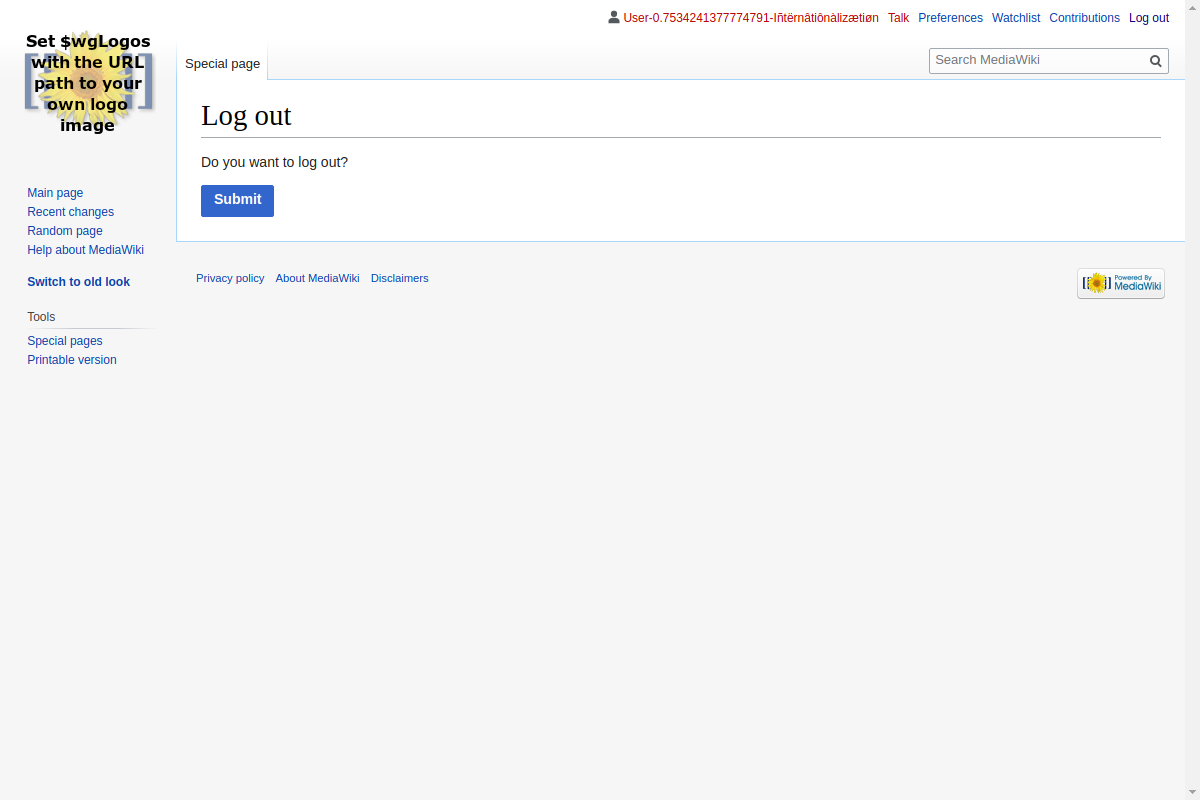 User-0.7534241377774791-Iñtërnâtiônàlizætiøn Talk Preferences Watchlist Contributions Log out
Set $wgLogos
with the URL
path to your
own logo
image
Special page
Search MediaWiki
Log out
Do you want to log out?
Submit
Main page
Recent changes
Random page
Help about MediaWiki
Switch to old look
Tools
Special pages
Printable version
Privacy policy About MediaWiki Disclaimers
Powered By
MediaWiki